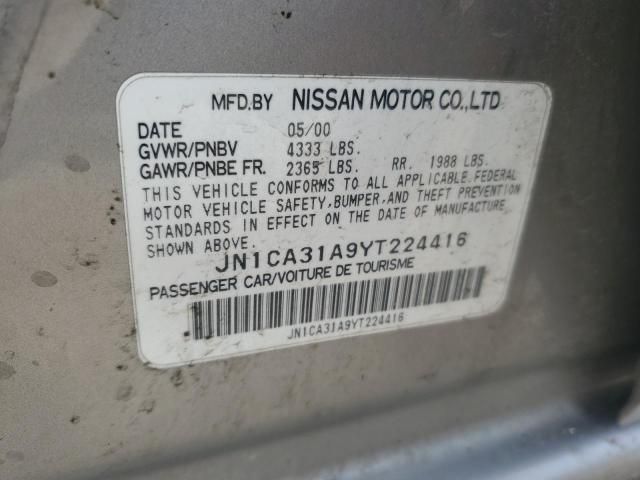 MFD.BY NISSAN MOTOR CO.,LTD
DATE 05/00
GVWR/PNBV 4333 LBS.
GAWR/PNBE FR. 2365 LBS. RR. 1988 LBS.
THIS VEHICLE CONFORMS TO ALL APPLICABLE FEDERAL
MOTOR VEHICLE SAFETY, BUMPER, AND THEFT PREVENTION
STANDARDS IN EFFECT ON THE DATE OF MANUFACTURE
SHOWN ABOVE.
JN1CA31A9YT224416
PASSENGER CAR/VOITURE DE TOURISME
JN1CA31A9YT224416